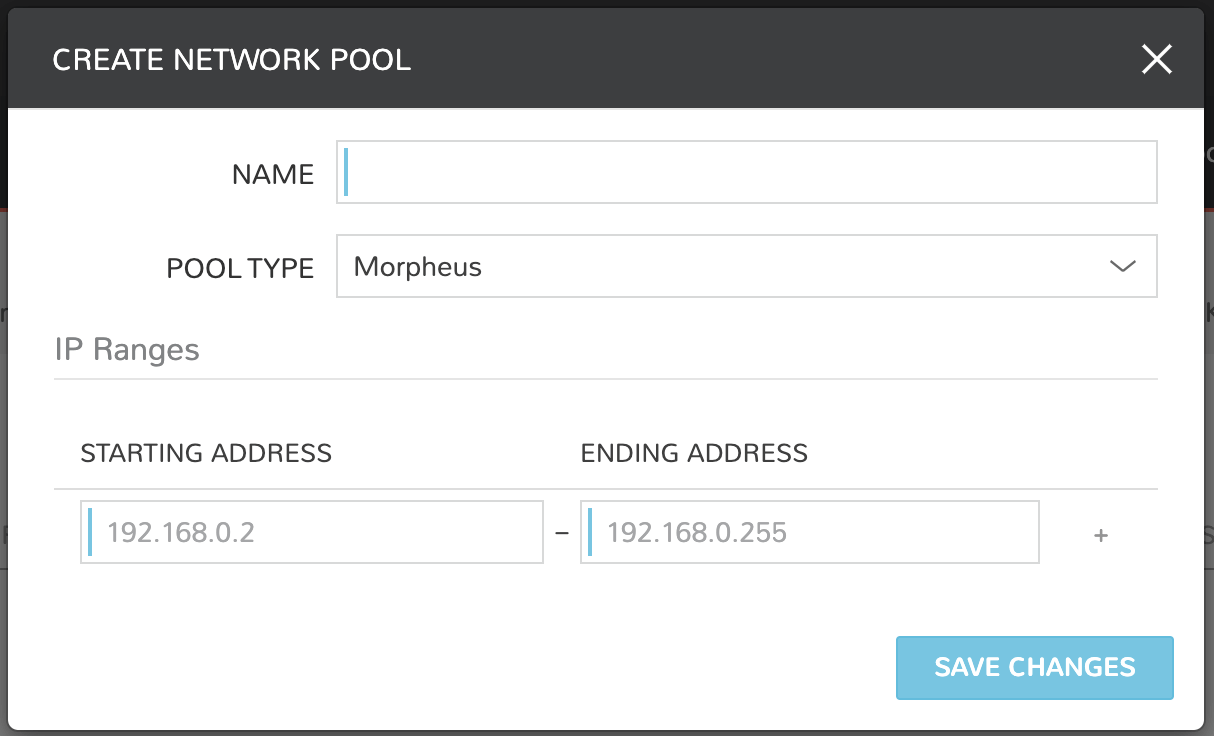 CREATE NETWORK POOL
NAME
POOL TYPE Morpheus
IP Ranges
STARTING ADDRESS ENDING ADDRESS
192.168.0.2 – 192.168.0.255 +
SAVE CHANGES